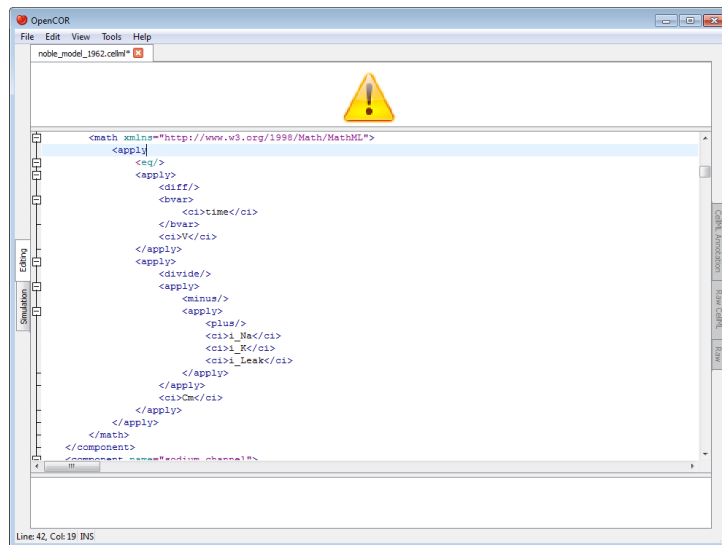 OpenCOR
File Edit View Tools Help
noble_model_1962.cellml*
<math xmlns="http://www.w3.org/1998/Math/MathML">
<apply
<eq/>
<apply>
<diff/>
<bvar>
<ci>time</ci>
</bvar>
<ci>V</ci>
</apply>
<apply>
<divide/>
<apply>
<minus/>
<apply>
<plus/>
<ci>i_Na</ci>
<ci>i_K</ci>
<ci>i_Leak</ci>
</apply>
</apply>
<ci>Cm</ci>
</apply>
</apply>
</math>
</component>
<component name="sodium_channel">
Editing
Simulation
CellML Annotation
Raw CellML
Raw
Line: 42, Col: 19 INS